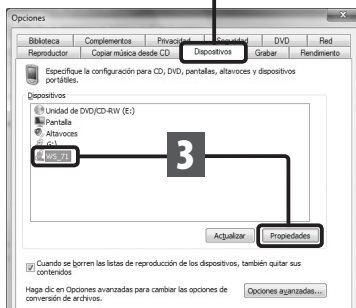 Opciones
Biblioteca Complementos Privacidad Seguridad DVD Red
Reproductor Copiar música desde CD Dispositivos Grabar Rendimiento
Especifique la configuración para CD, DVD, pantallas, altavoces y dispositivos
portátiles.
Dispositivos
Unidad de DVD/CD-RW (E:)
Pantalla
Altavoces
G:\
WS_71
3
Actualizar Propiedades
Cuando se borren las listas de reproducción de los dispositivos, también quitar sus
contenidos
Haga clic en Opciones avanzadas para cambiar las opciones de
conversión de archivos.
Opciones avanzadas...